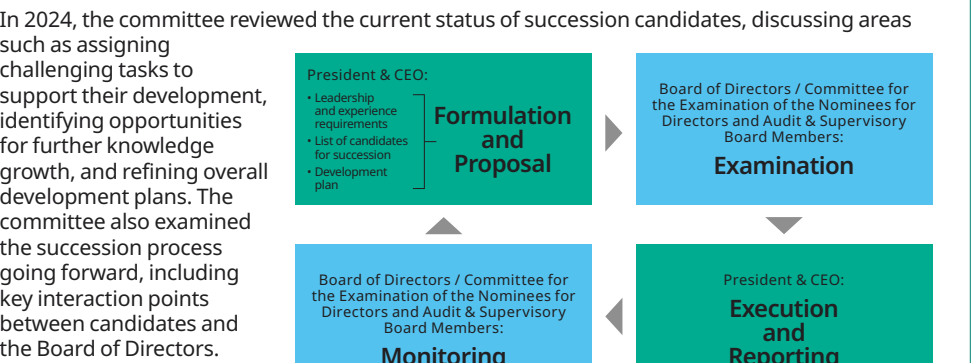 In 2024, the committee reviewed the current status of succession candidates, discussing areas
such as assigning
challenging tasks to
support their development,
identifying opportunities
for further knowledge
growth, and refining overall
development plans. The
committee also examined
the succession process
going forward, including
key interaction points
between candidates and
the Board of Directors.
President & CEO:
• Leadership
and experience
requirements
• List of candidates
for succession
• Development
plan
Formulation
and
Proposal
Board of Directors / Committee for
the Examination of the Nominees for
Directors and Audit & Supervisory
Board Members:
Examination
Board of Directors / Committee for
the Examination of the Nominees for
Directors and Audit & Supervisory
Board Members:
Monitoring
President & CEO:
Execution
and
Reporting